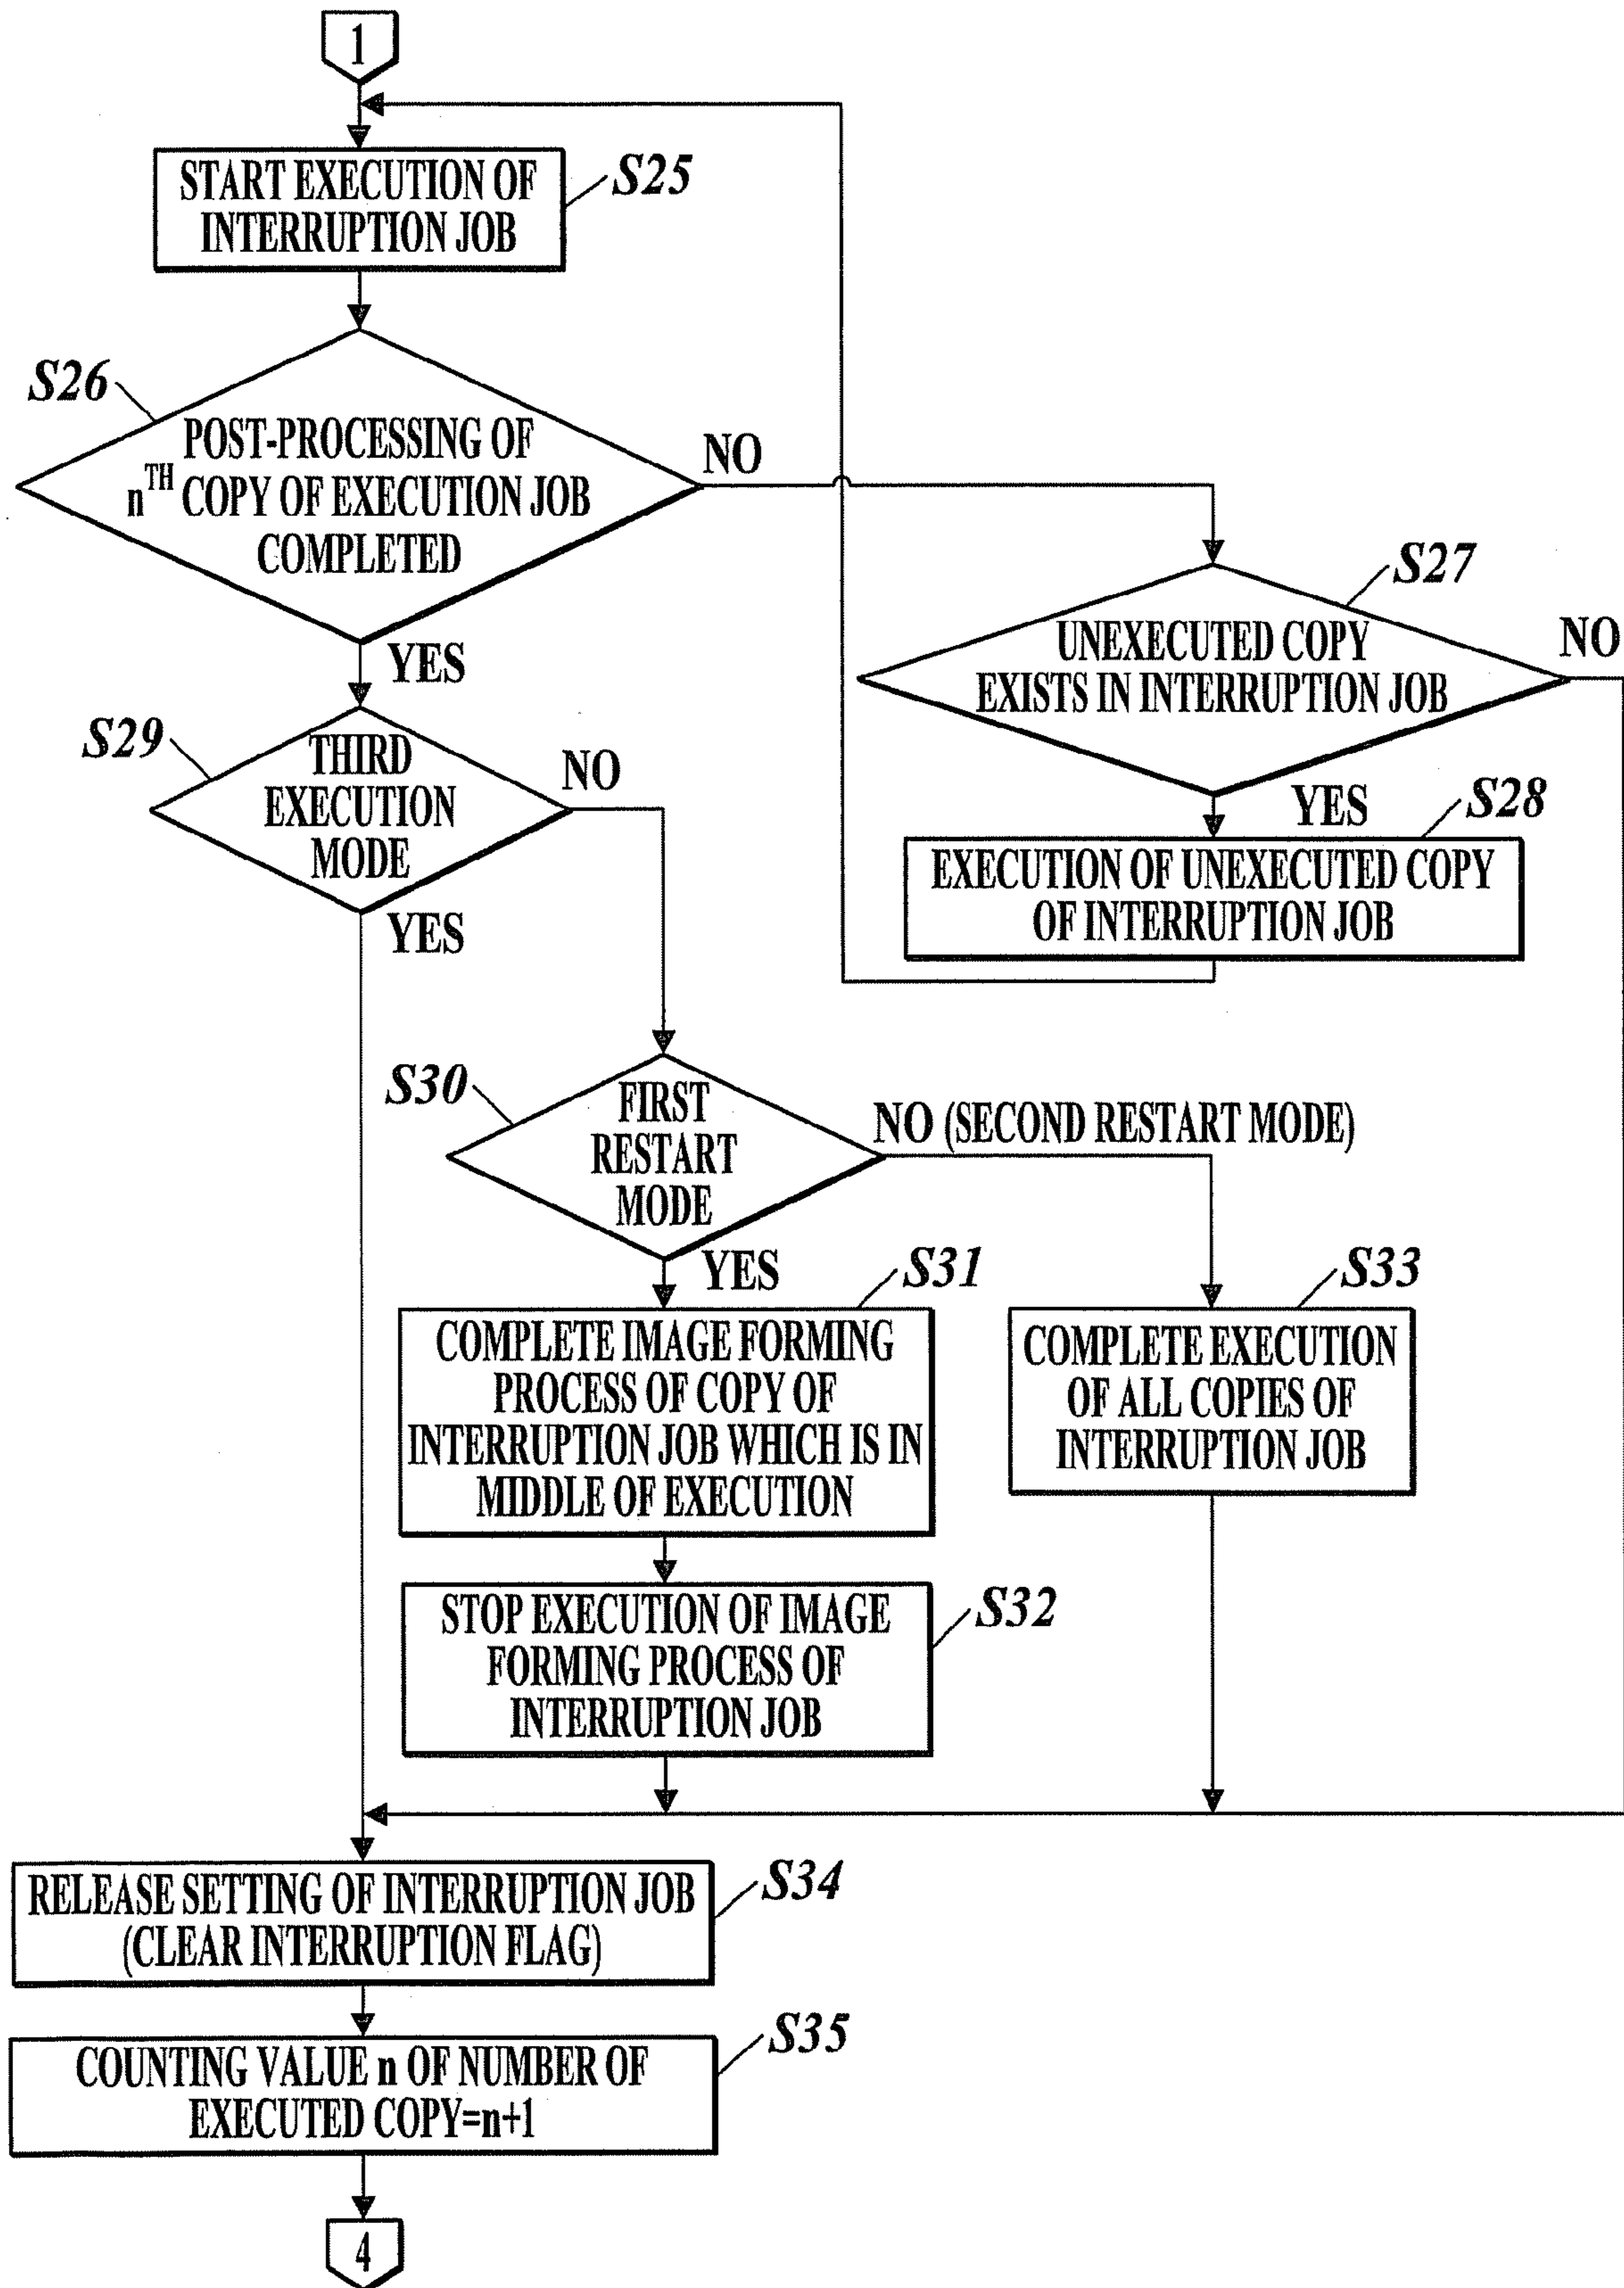 1
START EXECUTION OF
INTERRUPTION JOB
S25
S26
POST-PROCESSING OF
nTH COPY OF EXECUTION JOB
COMPLETED
NO
YES
S27
UNEXECUTED COPY
EXISTS IN INTERRUPTION JOB
NO
YES
S28
EXECUTION OF UNEXECUTED COPY
OF INTERRUPTION JOB
S29
THIRD
EXECUTION
MODE
NO
YES
S30
FIRST
RESTART
MODE
NO (SECOND RESTART MODE)
YES
S31
COMPLETE IMAGE FORMING
PROCESS OF COPY OF
INTERRUPTION JOB WHICH IS IN
MIDDLE OF EXECUTION
S33
COMPLETE EXECUTION
OF ALL COPIES OF
INTERRUPTION JOB
STOP EXECUTION OF IMAGE
FORMING PROCESS OF
INTERRUPTION JOB
S32
RELEASE SETTING OF INTERRUPTION JOB
(CLEAR INTERRUPTION FLAG)
S34
COUNTING VALUE n OF NUMBER OF
EXECUTED COPY=n+1
S35
4